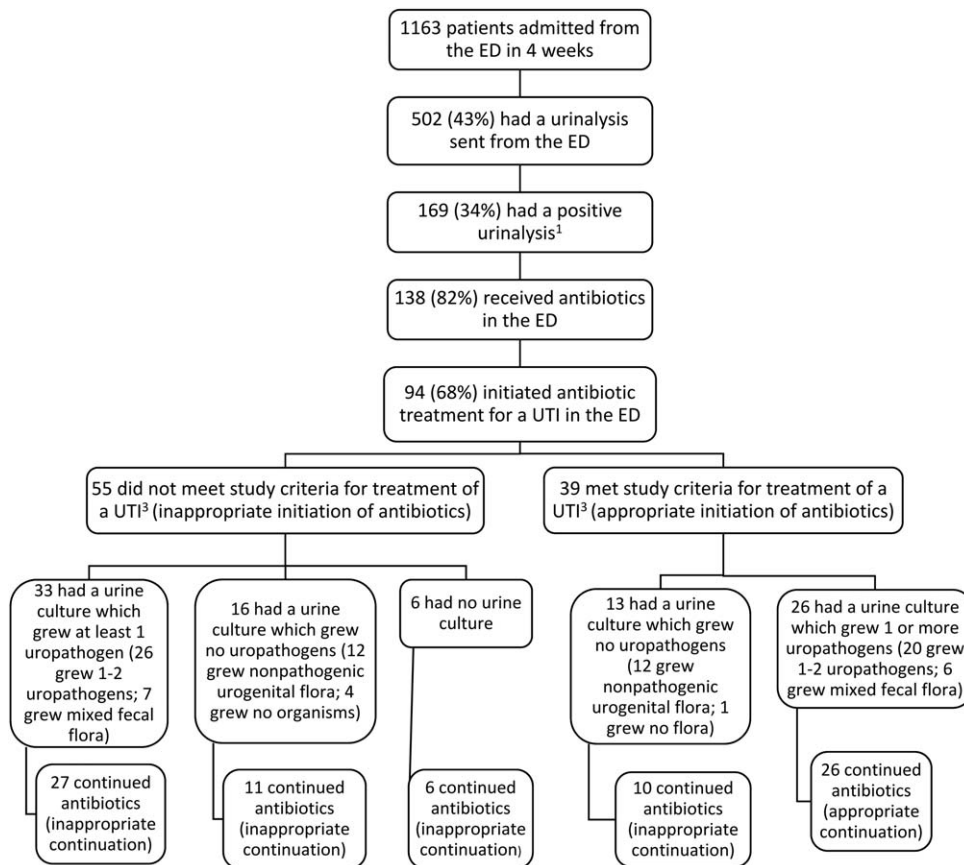 1163 patients admitted from
the ED in 4 weeks
502 (43%) had a urinalysis
sent from the ED
169 (34%) had a positive
urinalysis¹
138 (82%) received antibiotics
in the ED
94 (68%) initiated antibiotic
treatment for a UTI in the ED
55 did not meet study criteria for treatment of
a UTI³ (inappropriate initiation of antibiotics)
39 met study criteria for treatment of a
UTI³ (appropriate initiation of antibiotics)
33 had a urine
culture which
grew at least 1
uropathogen (26
grew 1-2
uropathogens; 7
grew mixed fecal
flora)
16 had a urine
culture which grew
no uropathogens (12
grew nonpathogenic
urogenital flora; 4
grew no organisms)
6 had no urine
culture
13 had a urine
culture which grew
no uropathogens
(12 grew
nonpathogenic
urogenital flora; 1
grew no flora)
26 had a urine culture
which grew 1 or more
uropathogens (20 grew
1-2 uropathogens; 6
grew mixed fecal flora)
27 continued
antibiotics
(inappropriate
continuation)
11 continued
antibiotics
(inappropriate
continuation)
6 continued
antibiotics
(inappropriate
continuation)
10 continued
antibiotics
(inappropriate
continuation)
26 continued
antibiotics
(appropriate
continuation)